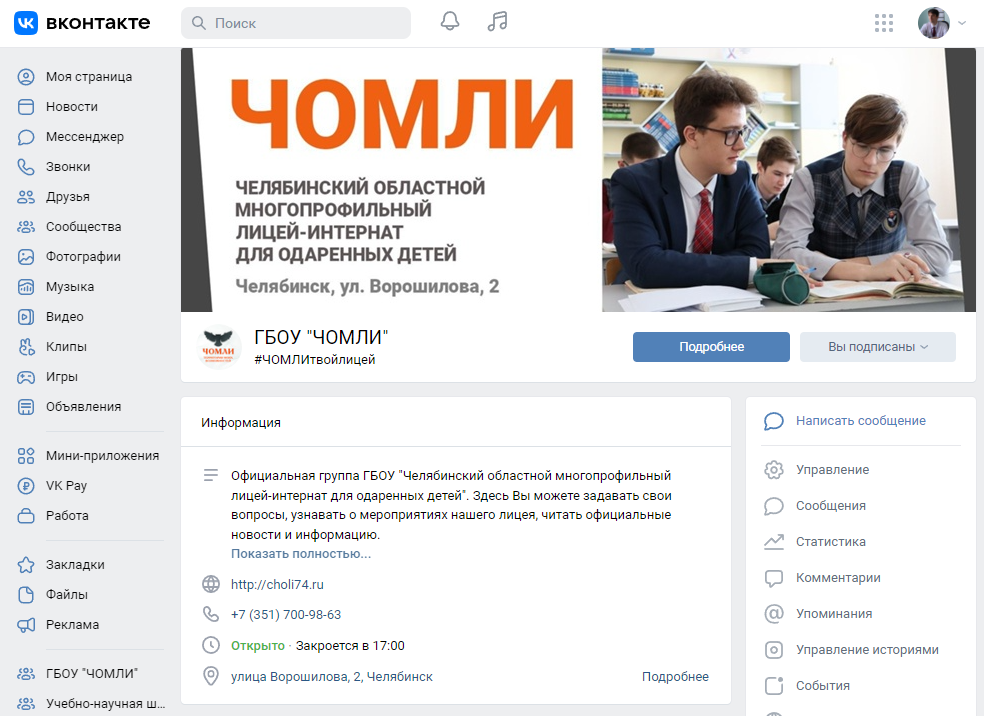 вконтакте
Поиск
Моя страница
Новости
Мессенджер
Звонки
Друзья
Сообщества
Фотографии
Музыка
Видео
Клипы
Игры
Объявления
Мини-приложения
VK Pay
Работа
Закладки
Файлы
Реклама
ГБОУ "ЧОМЛИ"
Учебно-научная ш...
ЧОМЛИ
ЧЕЛЯБИНСКИЙ ОБЛАСТНОЙ
МНОГОПРОФИЛЬНЫЙ
ЛИЦЕЙ-ИНТЕРНАТ
ДЛЯ ОДАРЕННЫХ ДЕТЕЙ
Челябинск, ул. Ворошилова, 2
ЧОМЛИ
ГБОУ "ЧОМЛИ"
#ЧОМЛИтвойлицей
Подробнее
Вы подписаны
Информация
Официальная группа ГБОУ "Челябинский областной многопрофильный
лицей-интернат для одаренных детей". Здесь Вы можете задавать свои
вопросы, узнавать о мероприятиях нашего лицея, читать официальные
новости и информацию.
Показать полностью...
http://choli74.ru
+7 (351) 700-98-63
Открыто · Закроется в 17:00
улица Ворошилова, 2, Челябинск
Подробнее
Написать сообщение
Управление
Сообщения
Статистика
Комментарии
Упоминания
Управление историями
События